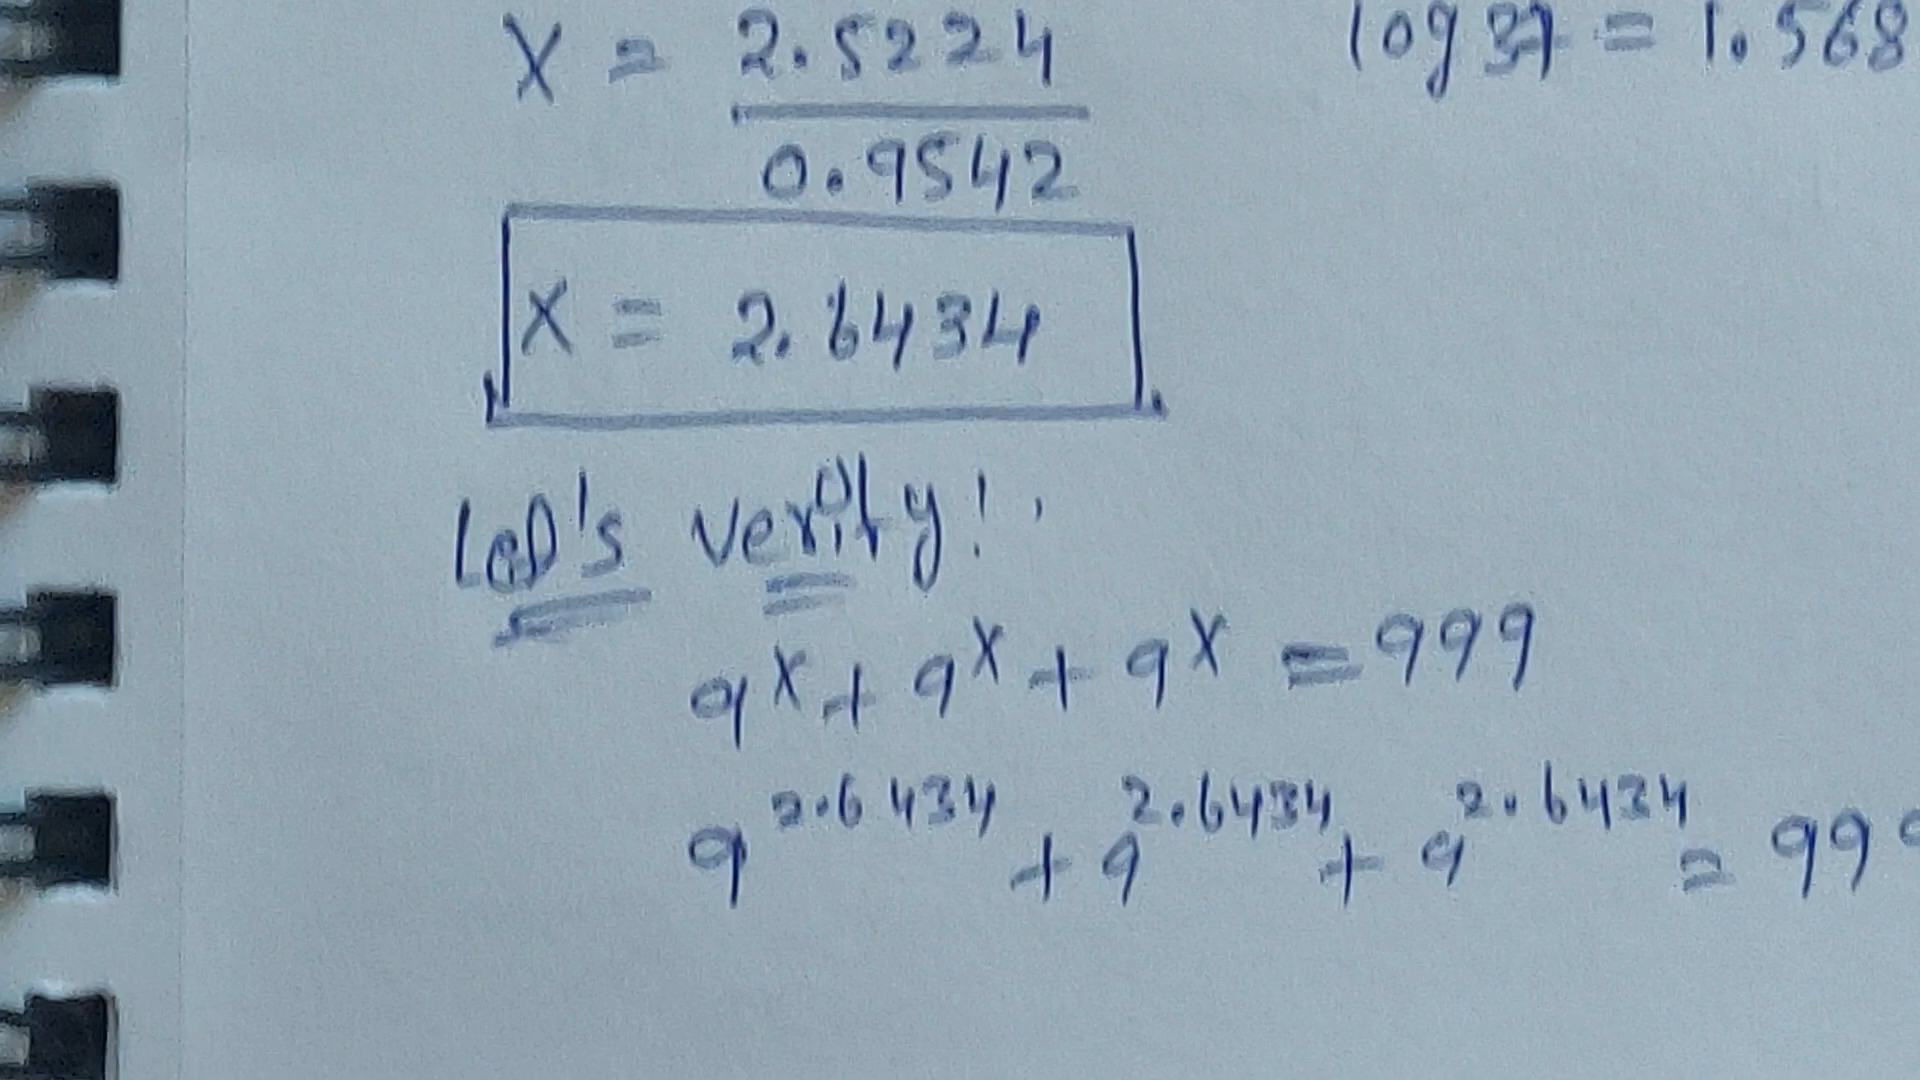 X = 2.5224 / 0.9542
log 37 = 1.568
X = 2.6434
Let's verify!
9^X + 9^X + 9^X = 999
9^2.6434 + 9^2.6434 + 9^2.6434 = 999